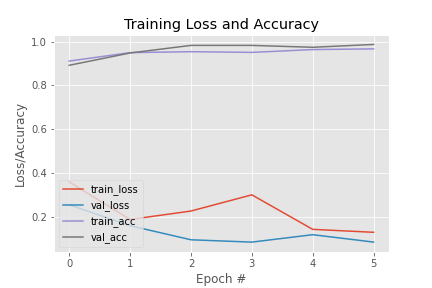 Training Loss and Accuracy
Loss/Accuracy
1.0
0.8
0.6
0.4
0.2
train_loss
val_loss
train_acc
val_acc
0 1 2 3 4 5
Epoch #